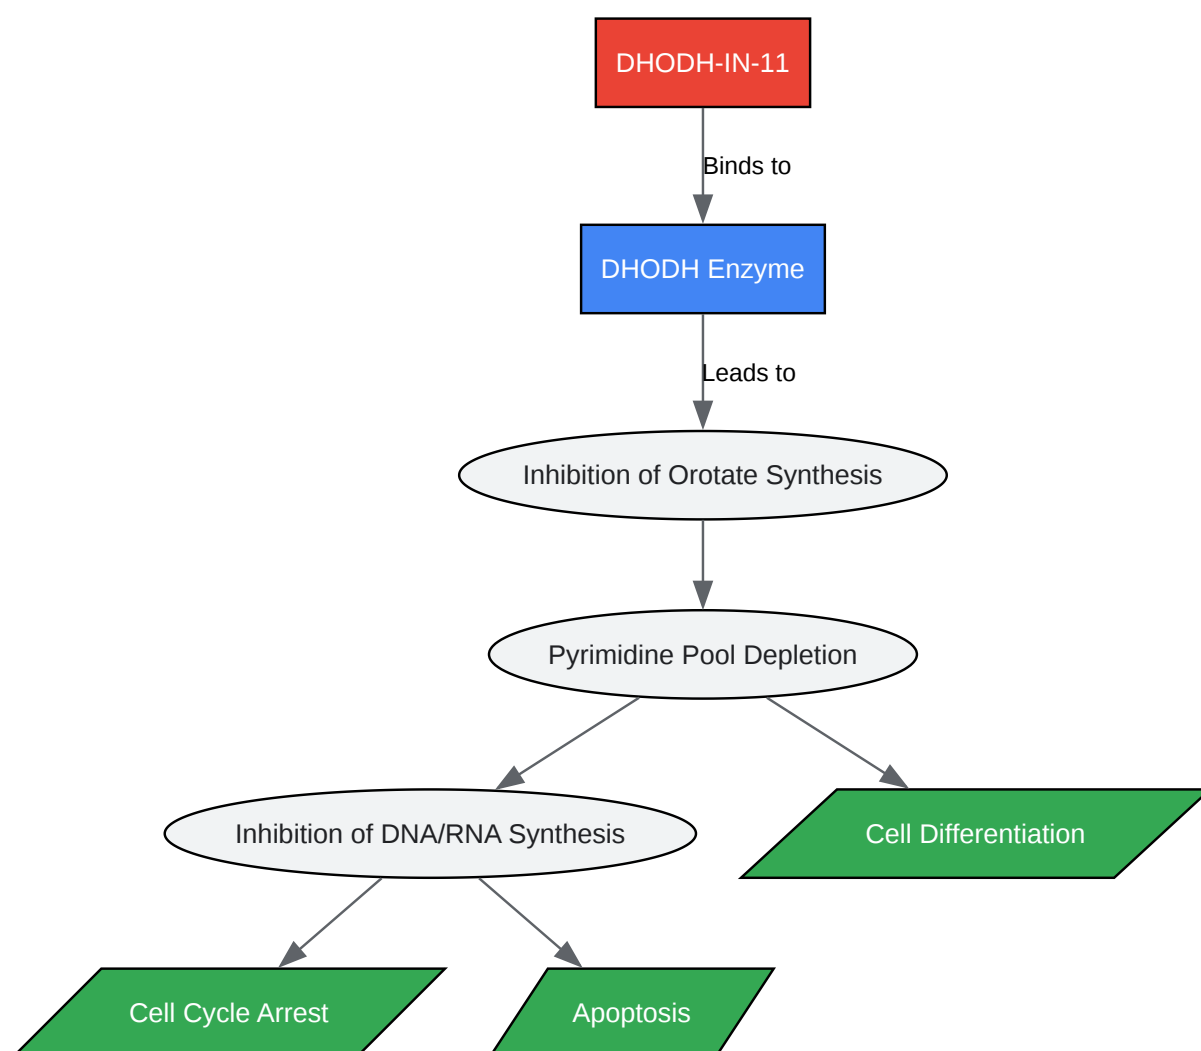 DHODH-IN-11
Binds to
DHODH Enzyme
Leads to
Inhibition of Orotate Synthesis
Pyrimidine Pool Depletion
Inhibition of DNA/RNA Synthesis
Cell Differentiation
Cell Cycle Arrest
Apoptosis